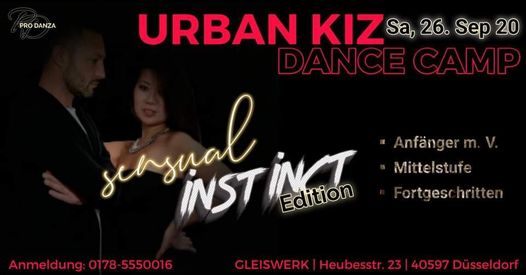 PRO DANZA
URBAN KIZ
Sa, 26. Sep 20
DANCE CAMP
sensual
INSTINCT
Edition
Anfänger m. V.
Mittelstufe
Fortgeschritten
Anmeldung: 0178-5550016
GLEISWERK | Heubesstr. 23 | 40597 Düsseldorf